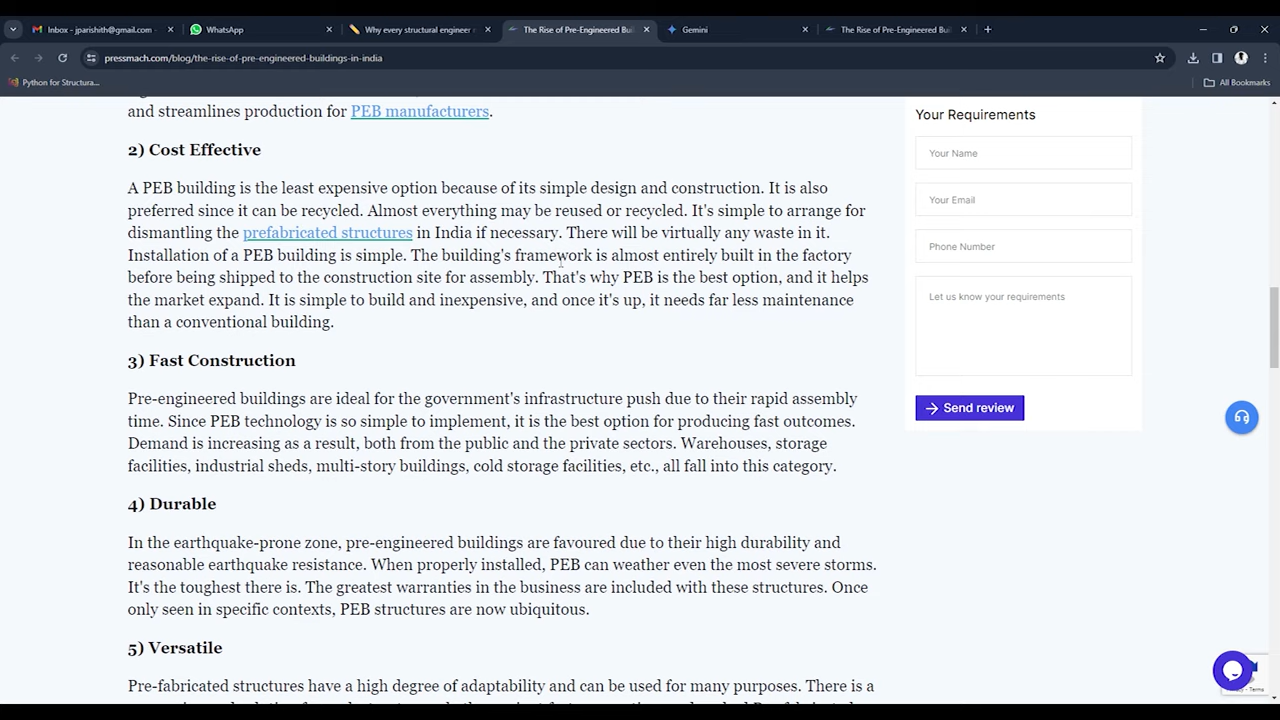 Inbox - jparishith@gmail.com -
WhatsApp
Why every structural engineer
The Rise of Pre-Engineered Buil
Gemini
The Rise of Pre-Engineered Buil
pressmach.com/blog/the-rise-of-pre-engineered-buildings-in-india
Python for Structura...
All Bookmarks
and streamlines production for PEB manufacturers.
2) Cost Effective
A PEB building is the least expensive option because of its simple design and construction. It is also
preferred since it can be recycled. Almost everything may be reused or recycled. It's simple to arrange for
dismantling the prefabricated structures in India if necessary. There will be virtually any waste in it.
Installation of a PEB building is simple. The building's framework is almost entirely built in the factory
before being shipped to the construction site for assembly. That's why PEB is the best option, and it helps
the market expand. It is simple to build and inexpensive, and once it's up, it needs far less maintenance
than a conventional building.
3) Fast Construction
Pre-engineered buildings are ideal for the government's infrastructure push due to their rapid assembly
time. Since PEB technology is so simple to implement, it is the best option for producing fast outcomes.
Demand is increasing as a result, both from the public and the private sectors. Warehouses, storage
facilities, industrial sheds, multi-story buildings, cold storage facilities, etc., all fall into this category.
4) Durable
In the earthquake-prone zone, pre-engineered buildings are favoured due to their high durability and
reasonable earthquake resistance. When properly installed, PEB can weather even the most severe storms.
It's the toughest there is. The greatest warranties in the business are included with these structures. Once
only seen in specific contexts, PEB structures are now ubiquitous.
5) Versatile
Pre-fabricated structures have a high degree of adaptability and can be used for many purposes. There is a
Your Requirements
Your Name
Your Email
Phone Number
Let us know your requirements
Send review
- Terms